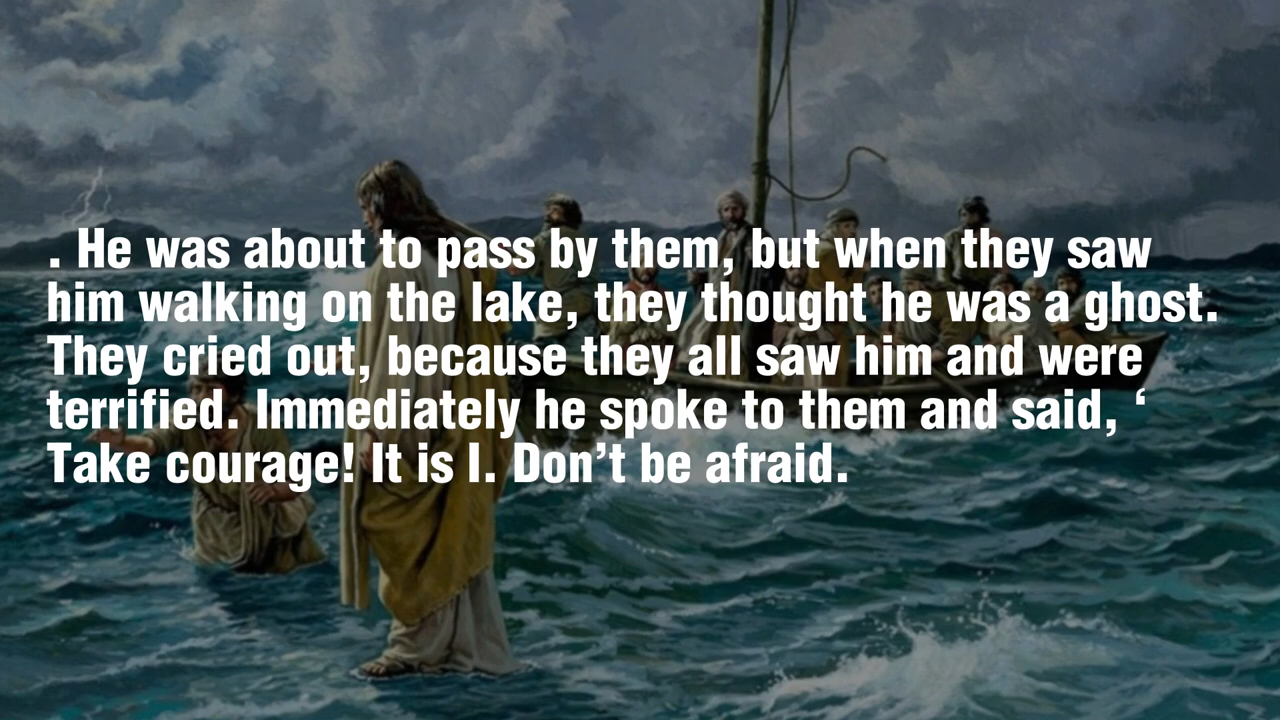 . He was about to pass by them, but when they saw
him walking on the lake, they thought he was a ghost.
They cried out, because they all saw him and were
terrified. Immediately he spoke to them and said, ‘
Take courage! It is I. Don’t be afraid.